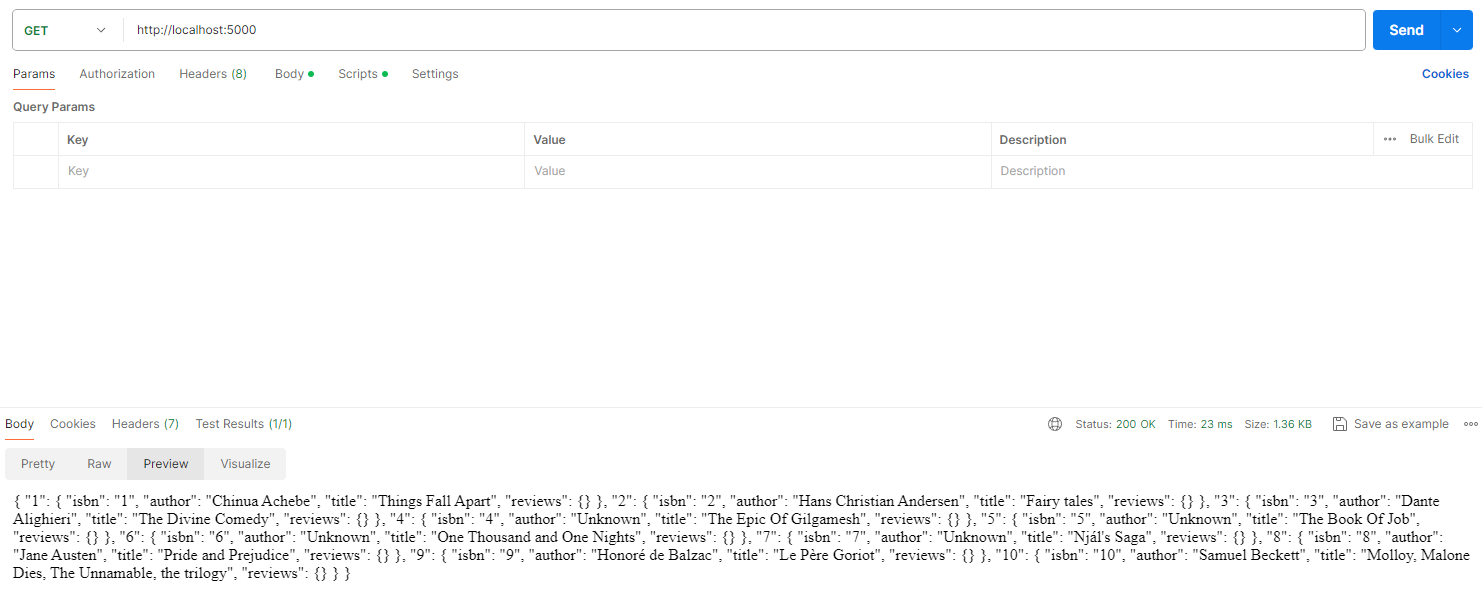 GET http://localhost:5000 Send
Params Authorization Headers (8) Body Scripts Settings Cookies
Query Params
Key Value Description Bulk Edit
Key Value Description
Body Cookies Headers (7) Test Results (1/1) Status: 200 OK Time: 23 ms Size: 1.36 KB Save as example
Pretty Raw Preview Visualize
{ "1": { "isbn": "1", "author": "Chinua Achebe", "title": "Things Fall Apart", "reviews": {} }, "2": { "isbn": "2", "author": "Hans Christian Andersen", "title": "Fairy tales", "reviews": {} }, "3": { "isbn": "3", "author": "Dante
Alighieri", "title": "The Divine Comedy", "reviews": {} }, "4": { "isbn": "4", "author": "Unknown", "title": "The Epic Of Gilgamesh", "reviews": {} }, "5": { "isbn": "5", "author": "Unknown", "title": "The Book Of Job",
"reviews": {} }, "6": { "isbn": "6", "author": "Unknown", "title": "One Thousand and One Nights", "reviews": {} }, "7": { "isbn": "7", "author": "Unknown", "title": "Njál's Saga", "reviews": {} }, "8": { "isbn": "8", "author":
"Jane Austen", "title": "Pride and Prejudice", "reviews": {} }, "9": { "isbn": "9", "author": "Honoré de Balzac", "title": "Le Père Goriot", "reviews": {} }, "10": { "isbn": "10", "author": "Samuel Beckett", "title": "Molloy, Malone
Dies, The Unnamable, the trilogy", "reviews": {} } }